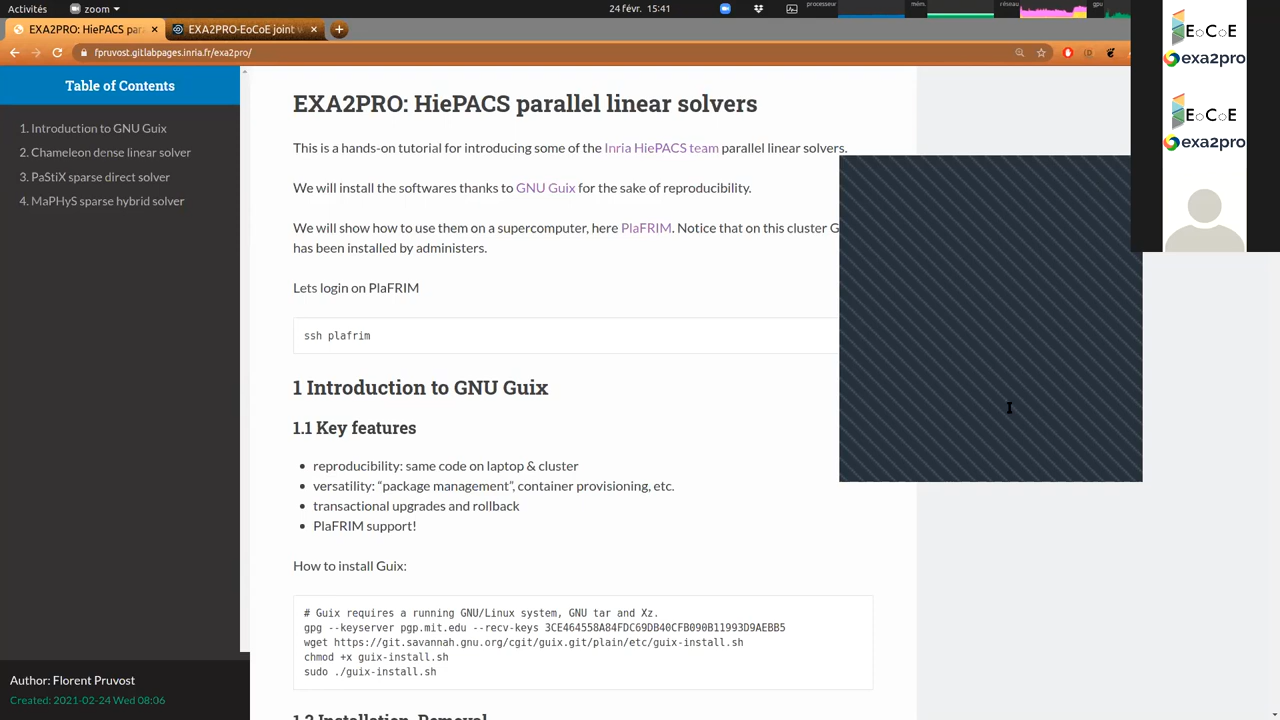 Activités
zoom
24 févr. 15:41
processeur
mém.
réseau
gpu
EXA2PRO: HiePACS par
EXA2PRO-EoCoE joint w
fpruvost.gitlabpages.inria.fr/exa2pro/
EoCoE
exa2pro
EoCoE
exa2pro
Table of Contents
1. Introduction to GNU Guix
2. Chameleon dense linear solver
3. PaStiX sparse direct solver
4. MaPHyS sparse hybrid solver
Author: Florent Pruvost
Created: 2021-02-24 Wed 08:06
EXA2PRO: HiePACS parallel linear solvers
This is a hands-on tutorial for introducing some of the Inria HiePACS team parallel linear solvers.
We will install the softwares thanks to GNU Guix for the sake of reproducibility.
We will show how to use them on a supercomputer, here PlaFRIM. Notice that on this cluster G
has been installed by administers.
Lets login on PlaFRIM
ssh plafrim
1 Introduction to GNU Guix
1.1 Key features
• reproducibility: same code on laptop & cluster
• versatility: “package management”, container provisioning, etc.
• transactional upgrades and rollback
• PlaFRIM support!
How to install Guix:
# Guix requires a running GNU/Linux system, GNU tar and Xz.
gpg --keyserver pgp.mit.edu --recv-keys 3CE464558A84FDC69DB40CFB090B11993D9AEBB5
wget https://git.savannah.gnu.org/cgit/guix.git/plain/etc/guix-install.sh
chmod +x guix-install.sh
sudo ./guix-install.sh
1.2 Installation, Removal